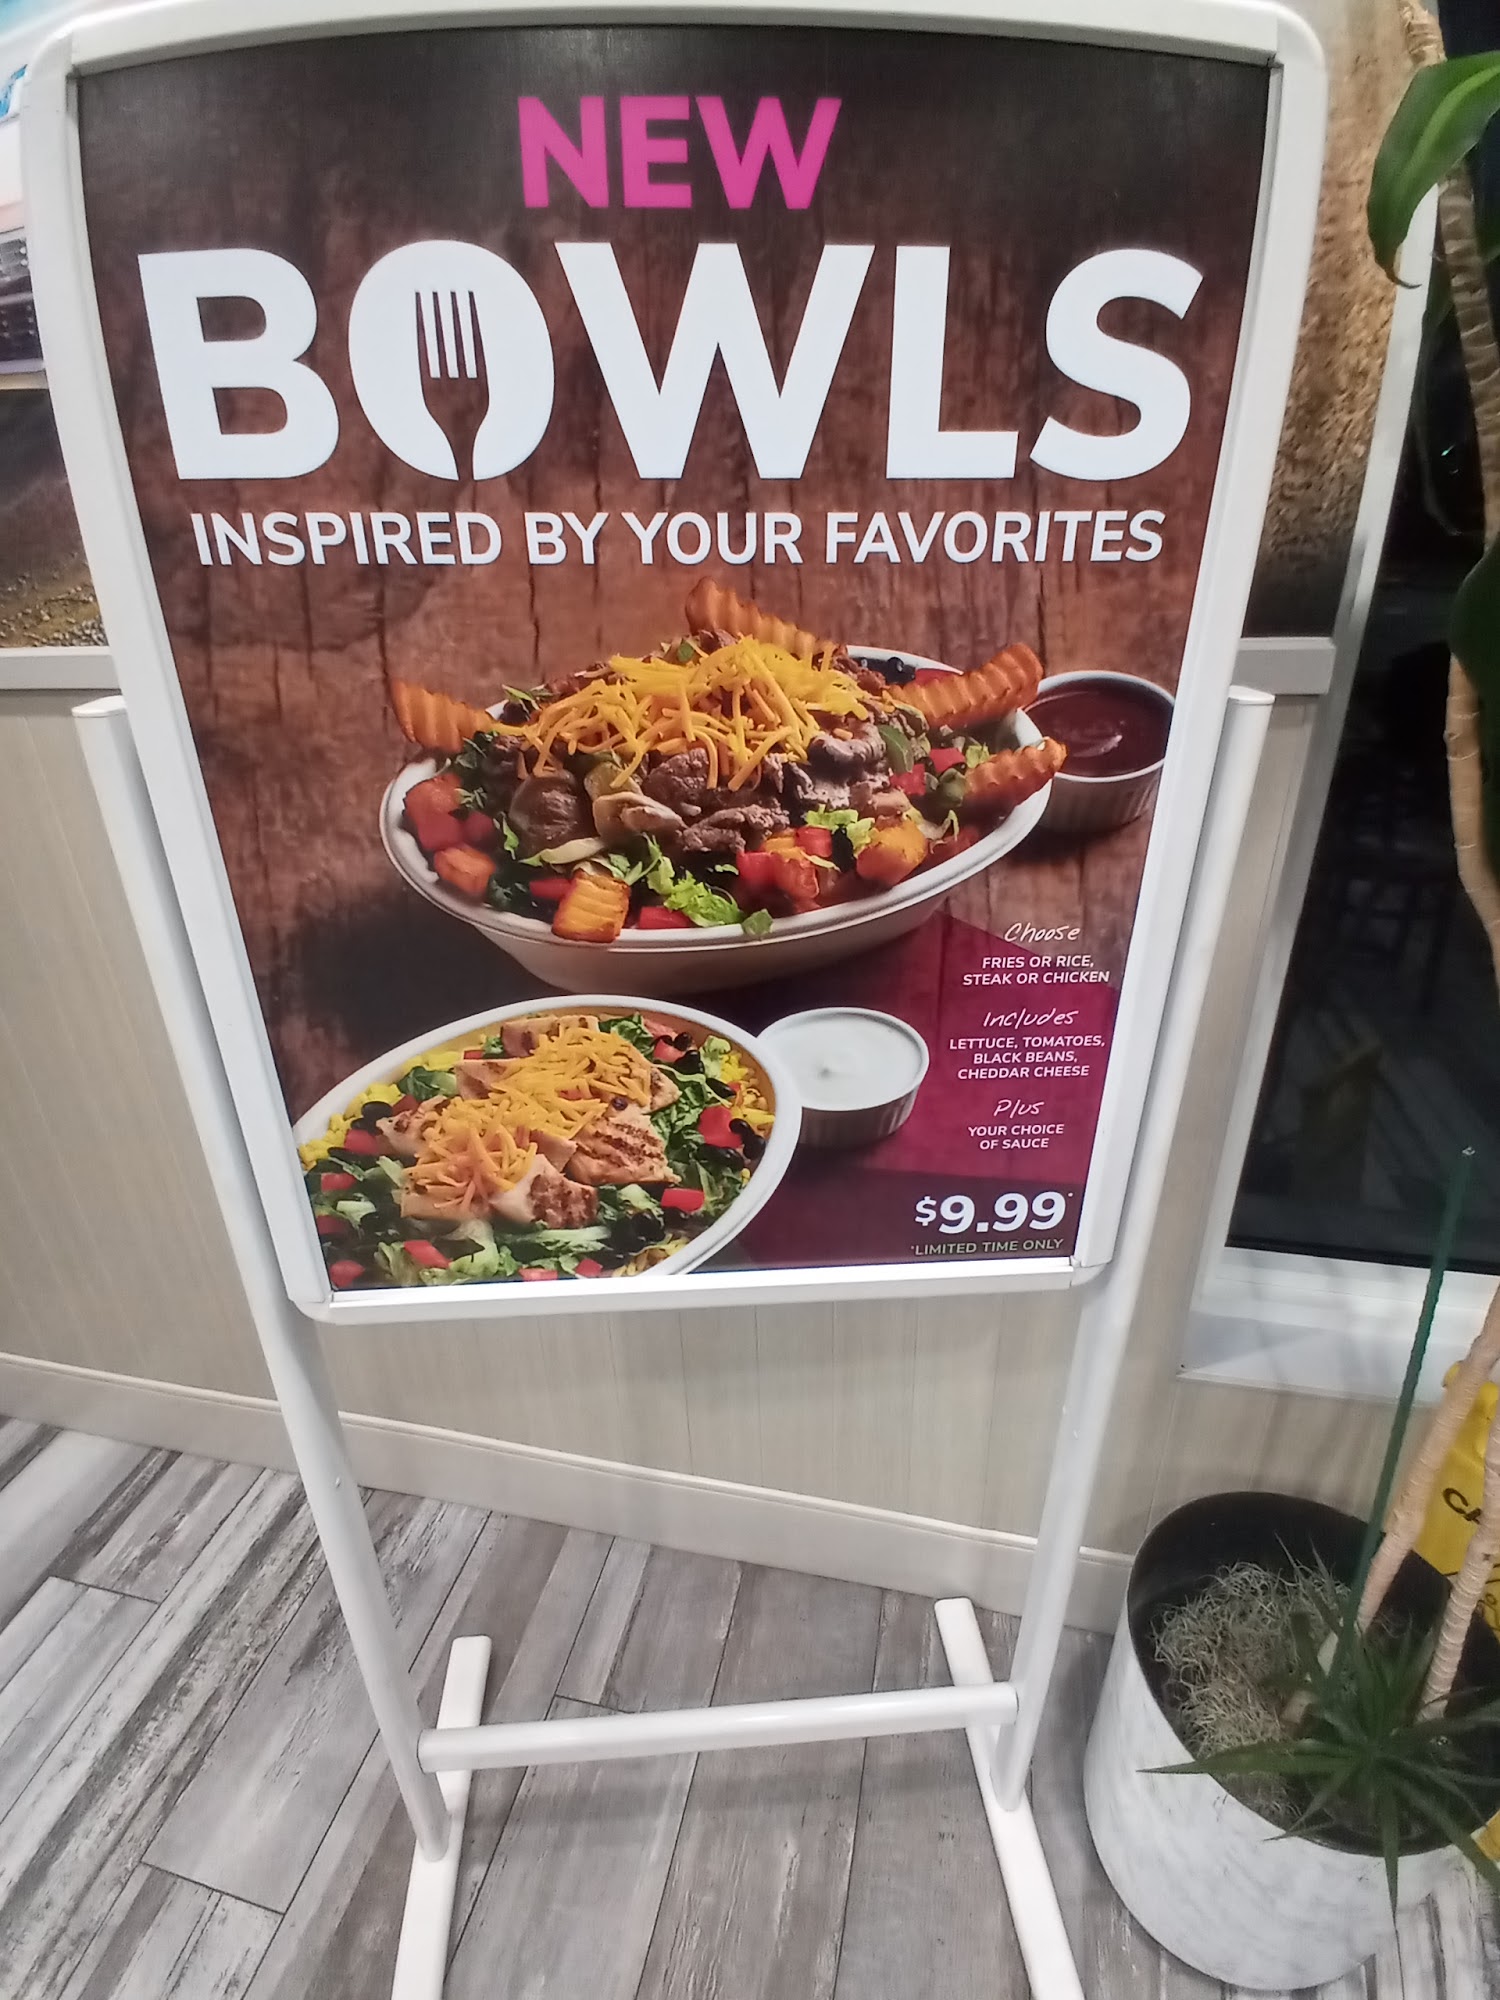 NEW
BOWLS
INSPIRED BY YOUR FAVORITES
Choose
FRIES OR RICE,
STEAK OR CHICKEN
Includes
LETTUCE, TOMATOES,
BLACK BEANS,
CHEDDAR CHEESE
Plus
YOUR CHOICE
OF SAUCE
$9.99*
*LIMITED TIME ONLY